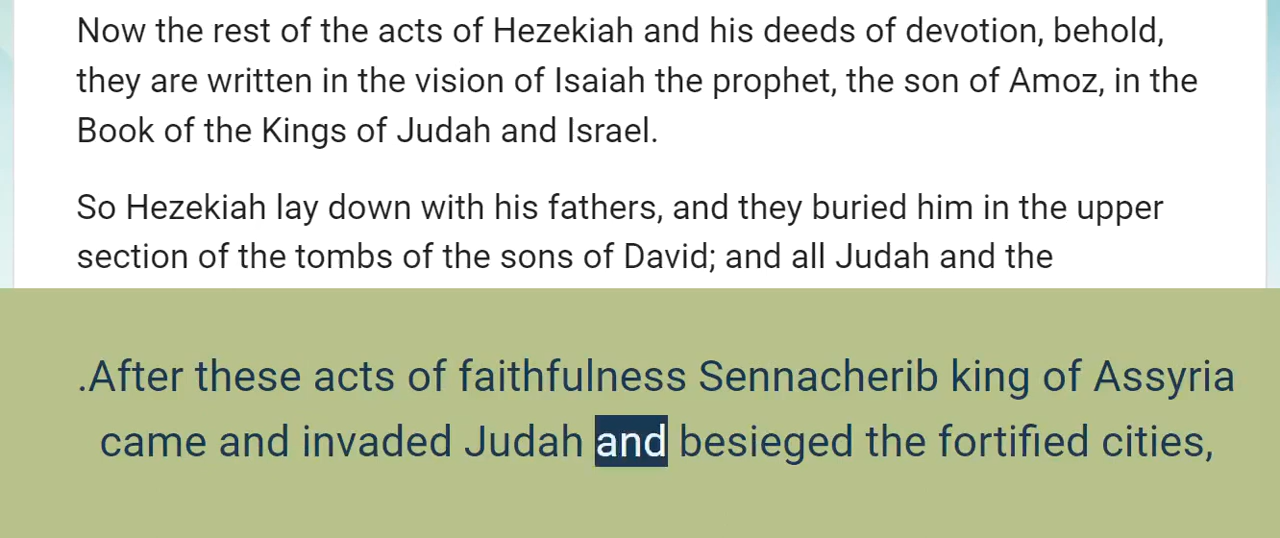 Now the rest of the acts of Hezekiah and his deeds of devotion, behold,
they are written in the vision of Isaiah the prophet, the son of Amoz, in the
Book of the Kings of Judah and Israel.
So Hezekiah lay down with his fathers, and they buried him in the upper
section of the tombs of the sons of David; and all Judah and the
.After these acts of faithfulness Sennacherib king of Assyria
came and invaded Judah and besieged the fortified cities,